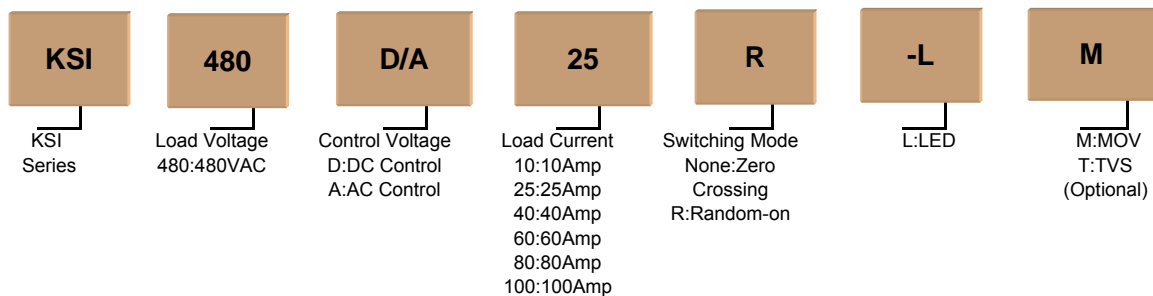 KSI 480 D/A 25 R -L M
KSI
Series
Load Voltage
480:480VAC
Control Voltage
D:DC Control
A:AC Control
Load Current
10:10Amp
25:25Amp
40:40Amp
60:60Amp
80:80Amp
100:100Amp
Switching Mode
None:Zero
Crossing
R:Random-on
L:LED
M:MOV
T:TVS
(Optional)